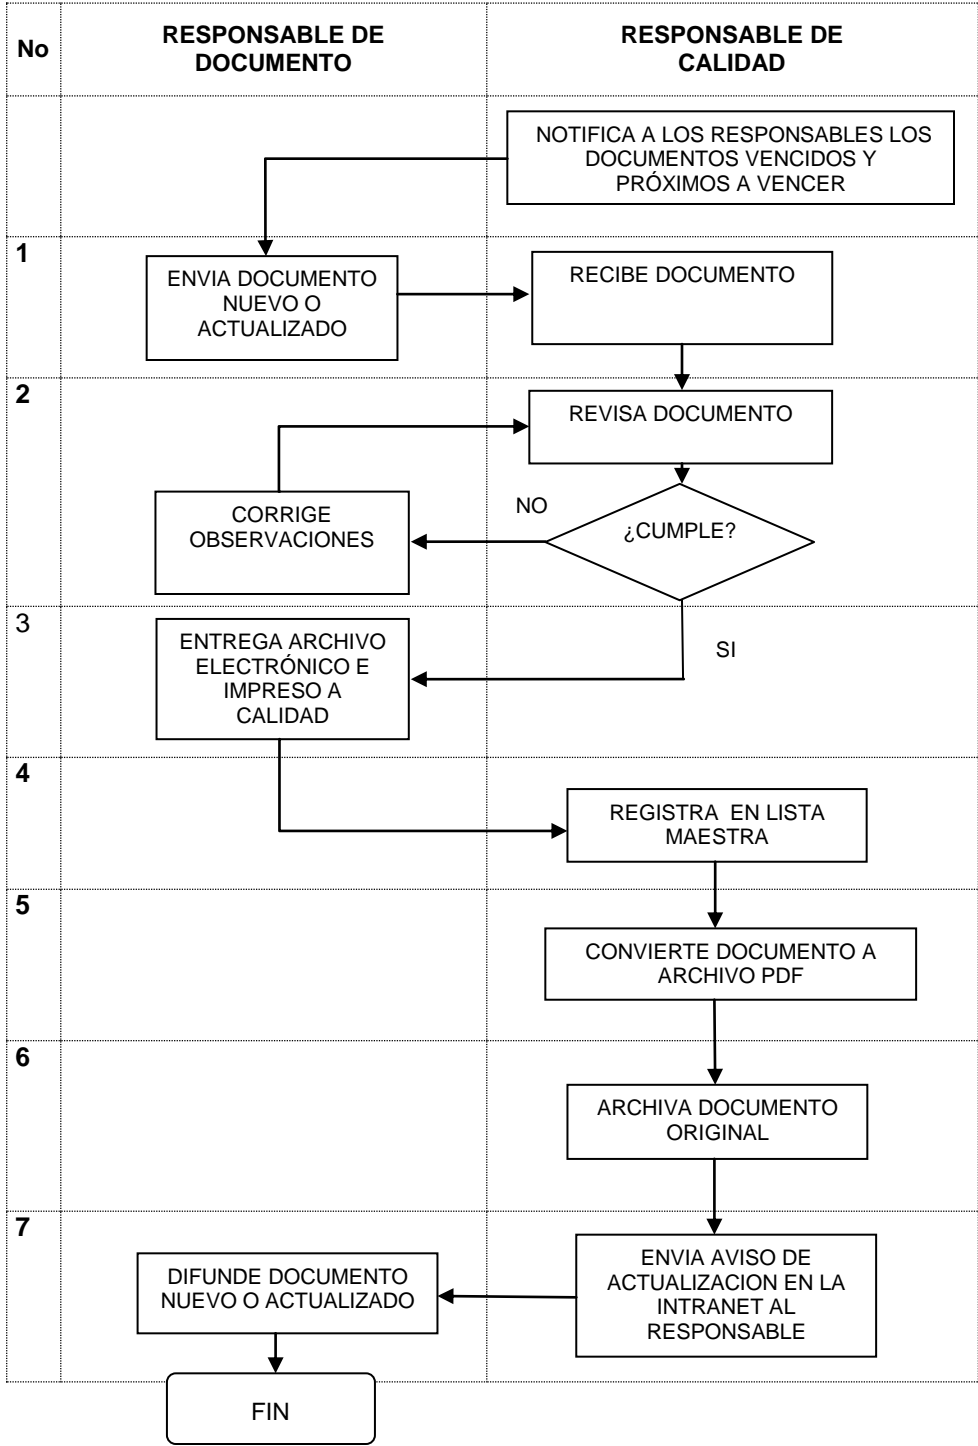 No
RESPONSABLE DE
DOCUMENTO
RESPONSABLE DE
CALIDAD
NOTIFICA A LOS RESPONSABLES LOS
DOCUMENTOS VENCIDOS Y
PRÓXIMOS A VENCER
1
ENVIA DOCUMENTO
NUEVO O
ACTUALIZADO
RECIBE DOCUMENTO
2
REVISA DOCUMENTO
NO
¿CUMPLE?
CORRIGE
OBSERVACIONES
3
SI
ENTREGA ARCHIVO
ELECTRÓNICO E
IMPRESO A
CALIDAD
4
REGISTRA EN LISTA
MAESTRA
5
CONVIERTE DOCUMENTO A
ARCHIVO PDF
6
ARCHIVA DOCUMENTO
ORIGINAL
7
ENVIA AVISO DE
ACTUALIZACION EN LA
INTRANET AL
RESPONSABLE
DIFUNDE DOCUMENTO
NUEVO O ACTUALIZADO
FIN